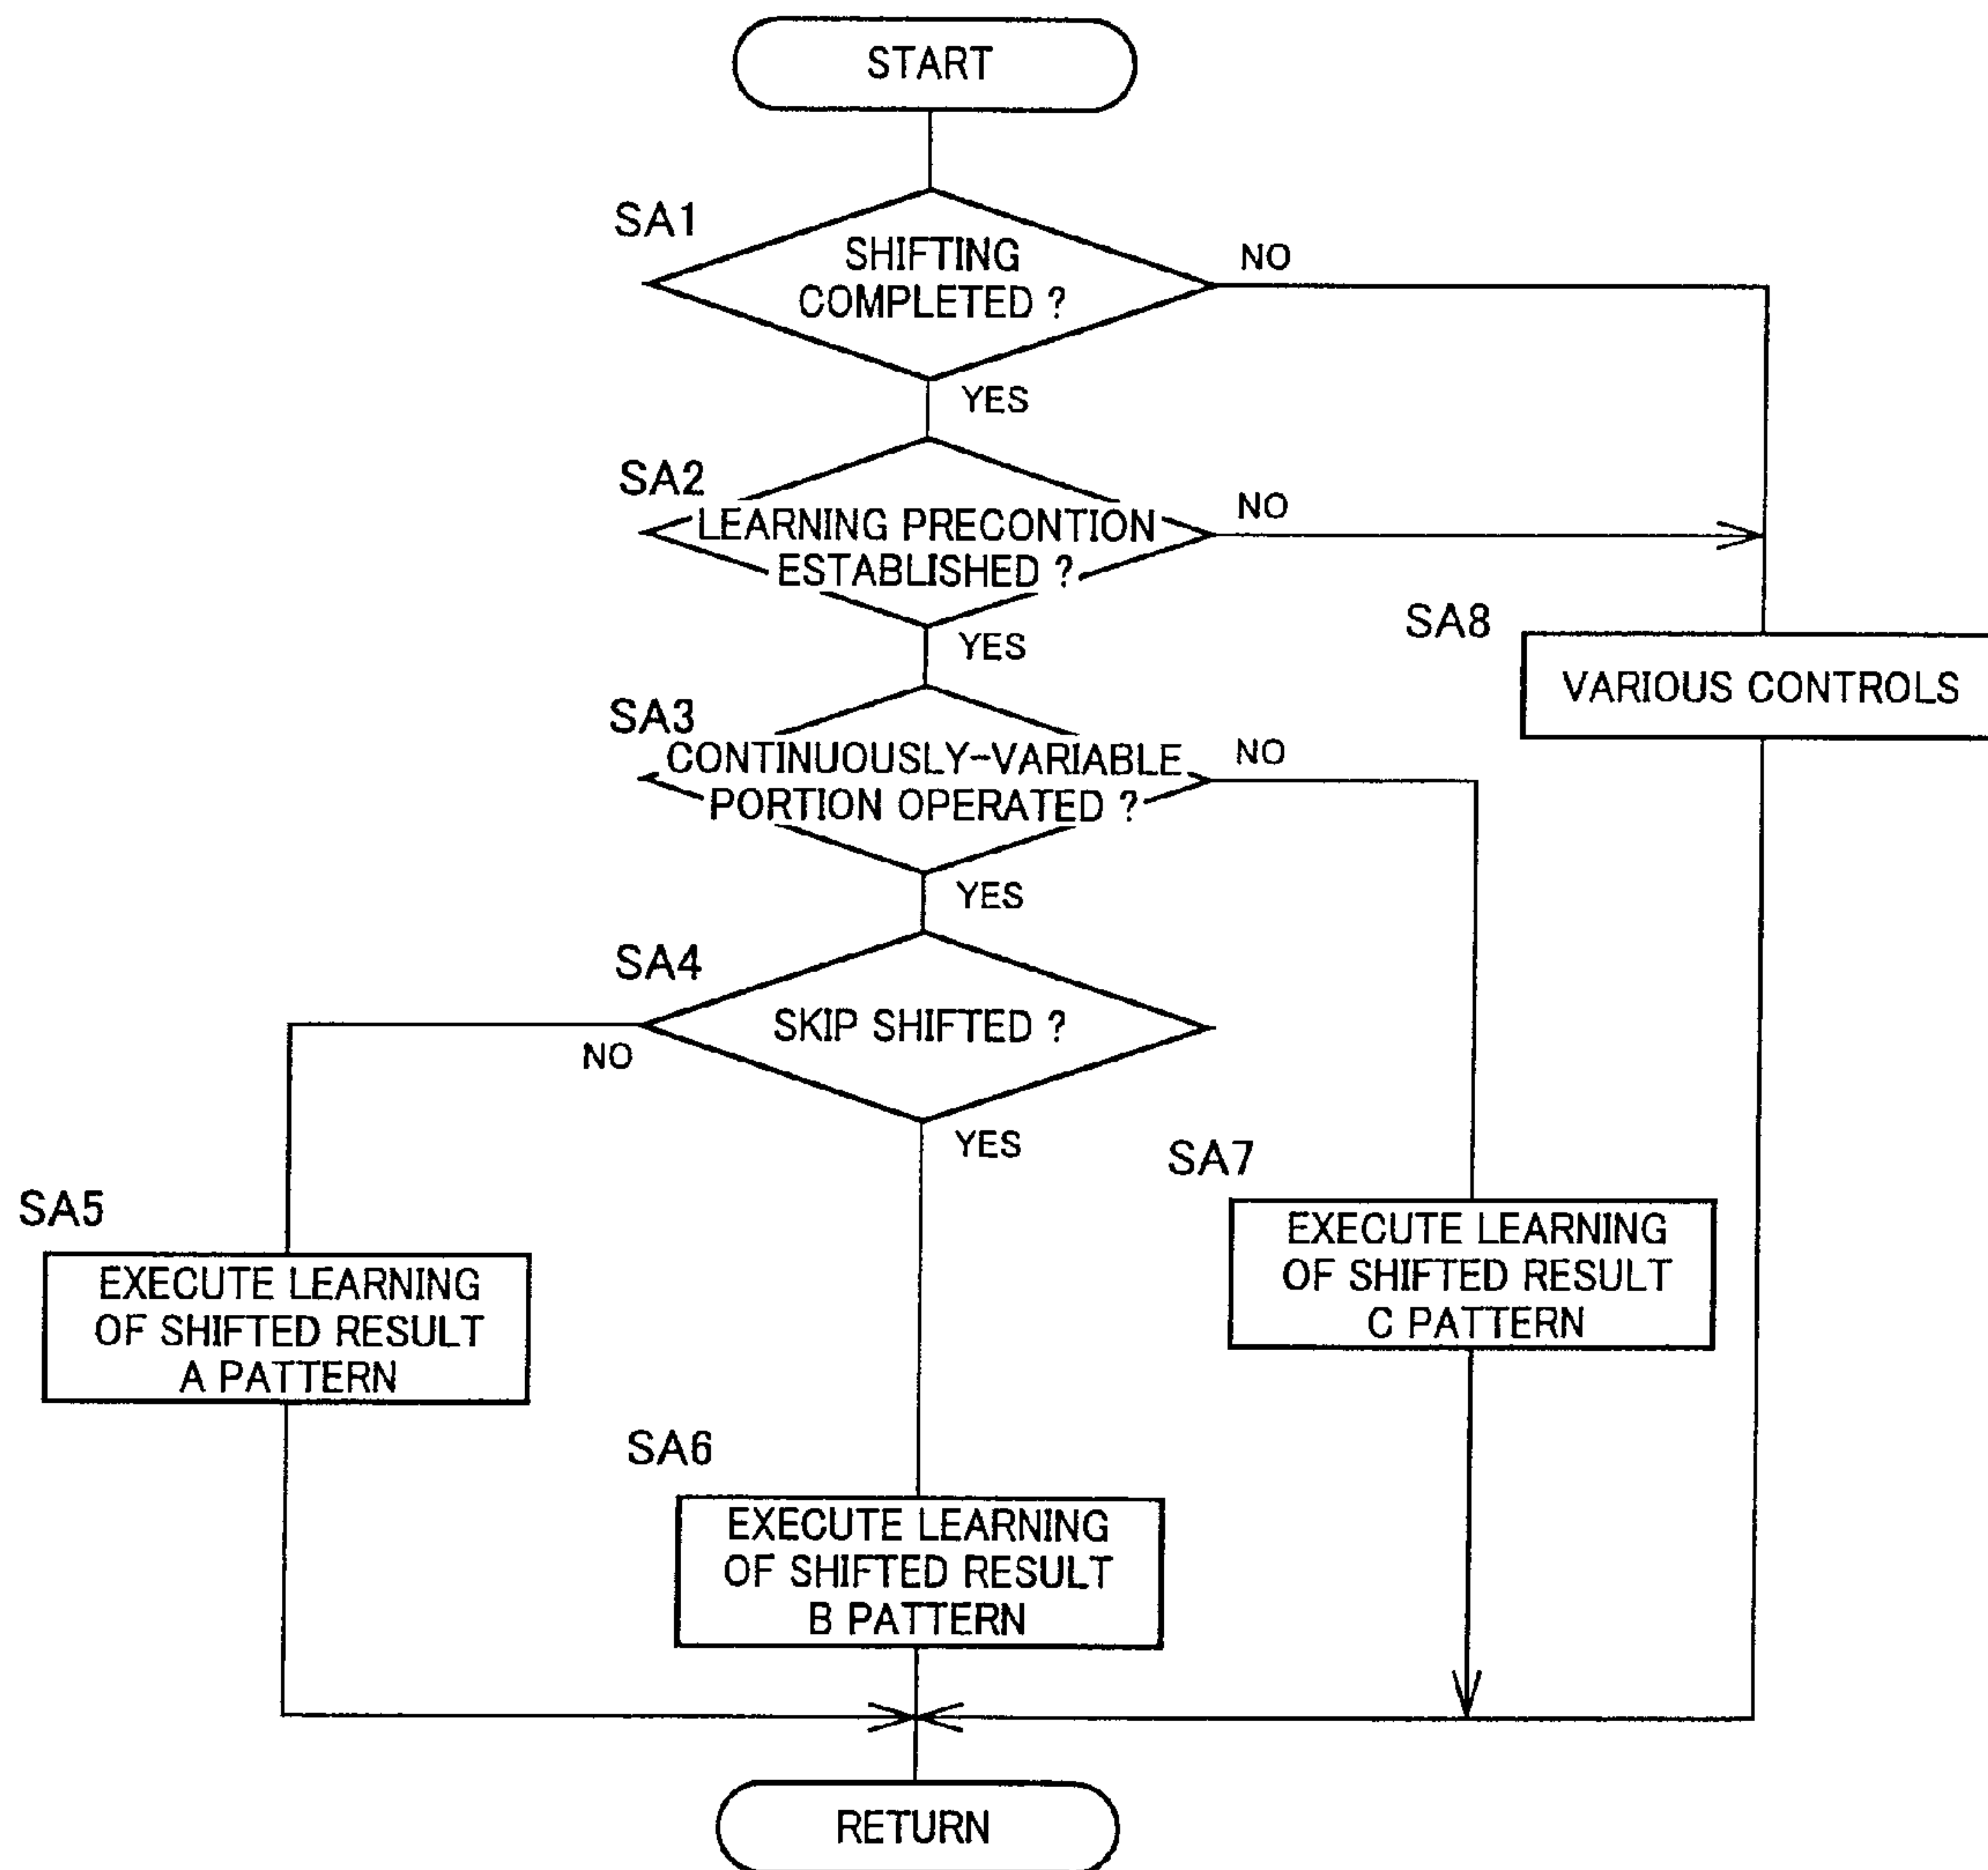 START
SA1
SHIFTING
COMPLETED ?
NO
YES
SA2
LEARNING PRECONTION
ESTABLISHED ?
NO
YES
SA8
VARIOUS CONTROLS
SA3
CONTINUOUSLY-VARIABLE
PORTION OPERATED ?
NO
YES
SA4
SKIP SHIFTED ?
NO
YES
SA7
EXECUTE LEARNING
OF SHIFTED RESULT
C PATTERN
SA5
EXECUTE LEARNING
OF SHIFTED RESULT
A PATTERN
SA6
EXECUTE LEARNING
OF SHIFTED RESULT
B PATTERN
RETURN